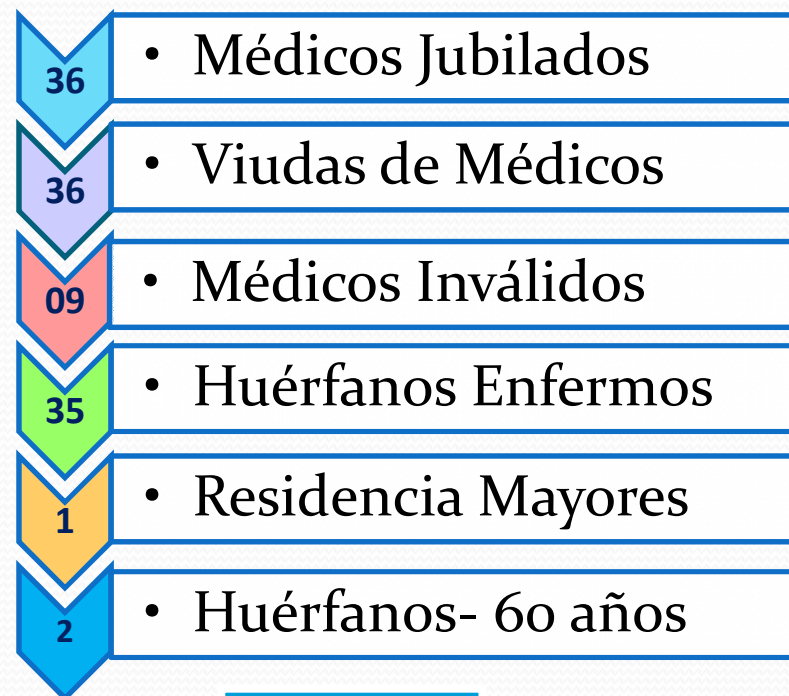 36 • Médicos Jubilados
36 • Viudas de Médicos
09 • Médicos Inválidos
35 • Huérfanos Enfermos
1 • Residencia Mayores
2 • Huérfanos- 60 años